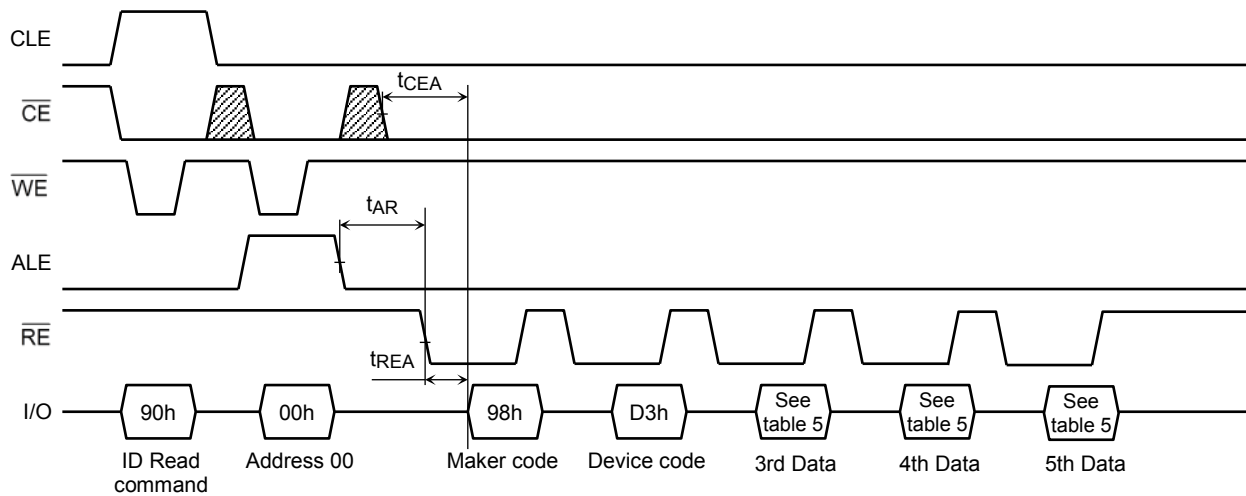 CLE
tCEA
CE
WE
tAR
ALE
RE
tREA
I/O
90h
00h
98h
D3h
See
table 5
See
table 5
See
table 5
ID Read
command
Address 00
Maker code
Device code
3rd Data
4th Data
5th Data